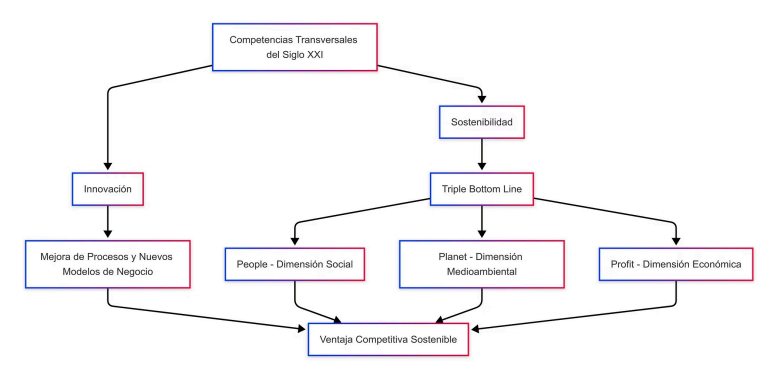 Competencias Transversales
del Siglo XXI
Sostenibilidad
Innovación
Triple Bottom Line
Mejora de Procesos y Nuevos
Modelos de Negocio
People - Dimensión Social
Planet - Dimensión
Medioambiental
Profit - Dimensión Económica
Ventaja Competitiva Sostenible